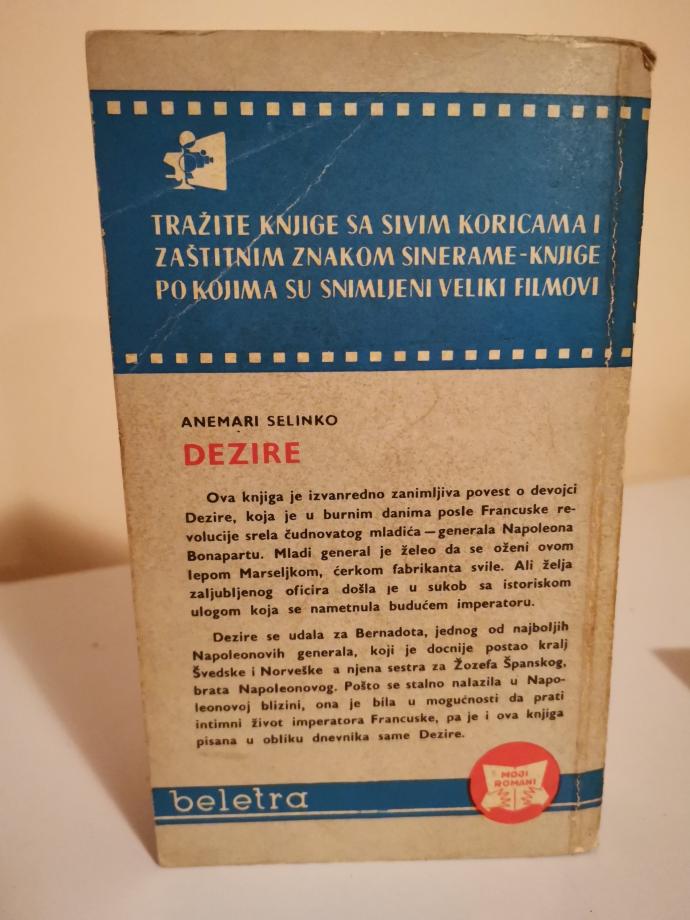 TRAŽITE KNJIGE SA SIVIM KORICAMA I
ZAŠTITNIM ZNAKOM SINERAME-KNJIGE
PO KOJIMA SU SNIMLJENI VELIKI FILMOVI
ANEMARI SELINKO
DEZIRE
Ova knjiga je izvanredno zanimljiva povest o devojci
Dezire, koja je u burnim danima posle Francuske re-
volucije srela čudnovatog mladića — generala Napoleona
Bonapartu. Mladi general je želeo da se oženi ovom
lepom Marseljkom, ćerkom fabrikanta svile. Ali želja
zaljubljenog oficira došla je u sukob sa istoriskom
ulogom koja se nametnula budućem imperatoru.
Dezire se udala za Bernadota, jednog od najboljih
Napoleonovih generala, koji je docnije postao kralj
Švedske i Norveške a njena sestra za Žozefa Španskog,
brata Napoleonovog. Pošto se stalno nalazila u Napo-
leonovoj blizini, ona je bila u mogućnosti da prati
intimni život imperatora Francuske, pa je i ova knjiga
pisana u obliku dnevnika same Dezire.
MOJI
ROMANI
beletra